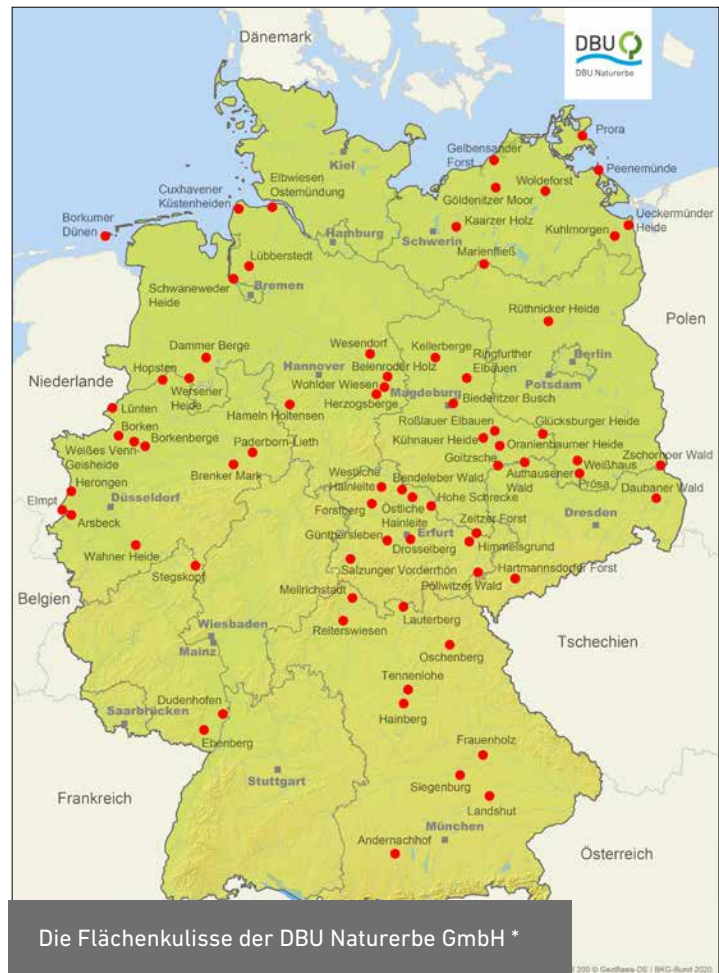 Dänemark
DBU
DBU Naturerbe
Prora
Gelbensander
Forst
Kiel
Peenemünde
Elbwiesen
Ostemündung
Woldeforst
Cuxhavener
Küstenheiden
Göldenitzer Moor
Borkumer
Dünen
Kaarzer Holz
Ueckermünder
Heide
Hamburg
Schwerin
Kuhlmorgen
Lübberstedt
Marienfließ
Schwaneweder
Heide
Bremen
Rüthnicker Heide
Polen
Dammer Berge
Wesendorf
Kellerberge
Berlin
Niederlande
Hopsten
Hannover
Beienroder Holz
Ringfurther
Elbauen
Potsdam
Wersener
Heide
Wohlder Wiesen
Magdeburg
Biederitzer Busch
Lünten
Hameln Holtensen
Herzogsberge
Borken
Roßlauer Elbauen
Glücksburger Heide
Weißes Venn-
Geisheide
Borkenberge
Paderborn-Lieth
Kühnauer Heide
Oranienbaumer Heide
Zschornoer Wald
Brenker Mark
Goitzsche
Authausener
Wald
Weißhaus
Herongen
Westliche
Hainleite
Bendeleber Wald
Prösa
Daubaner Wald
Elmpt
Düsseldorf
Forstberg
Hohe Schrecke
Arsbeck
Östliche
Hainleite
Dresden
Günthersleben
Erfurt
Zeitzer Forst
Wahner Heide
Drosselberg
Himmelsgrund
Stegskopf
Salzunger Vorderrhön
Hartmannsdorfer Forst
Belgien
Pöllwitzer Wald
Mellrichstadt
Wiesbaden
Lauterberg
Mainz
Reiterswiesen
Tschechien
Oschenberg
Tennenlohe
Dudenhofen
Saarbrücken
Hainberg
Ebenberg
Frauenholz
Stuttgart
Siegenburg
Frankreich
Landshut
München
Andernachhof
Österreich
Die Flächenkulisse der DBU Naturerbe GmbH *
300 © GeoBasis-DE / BKG-Bund 2020